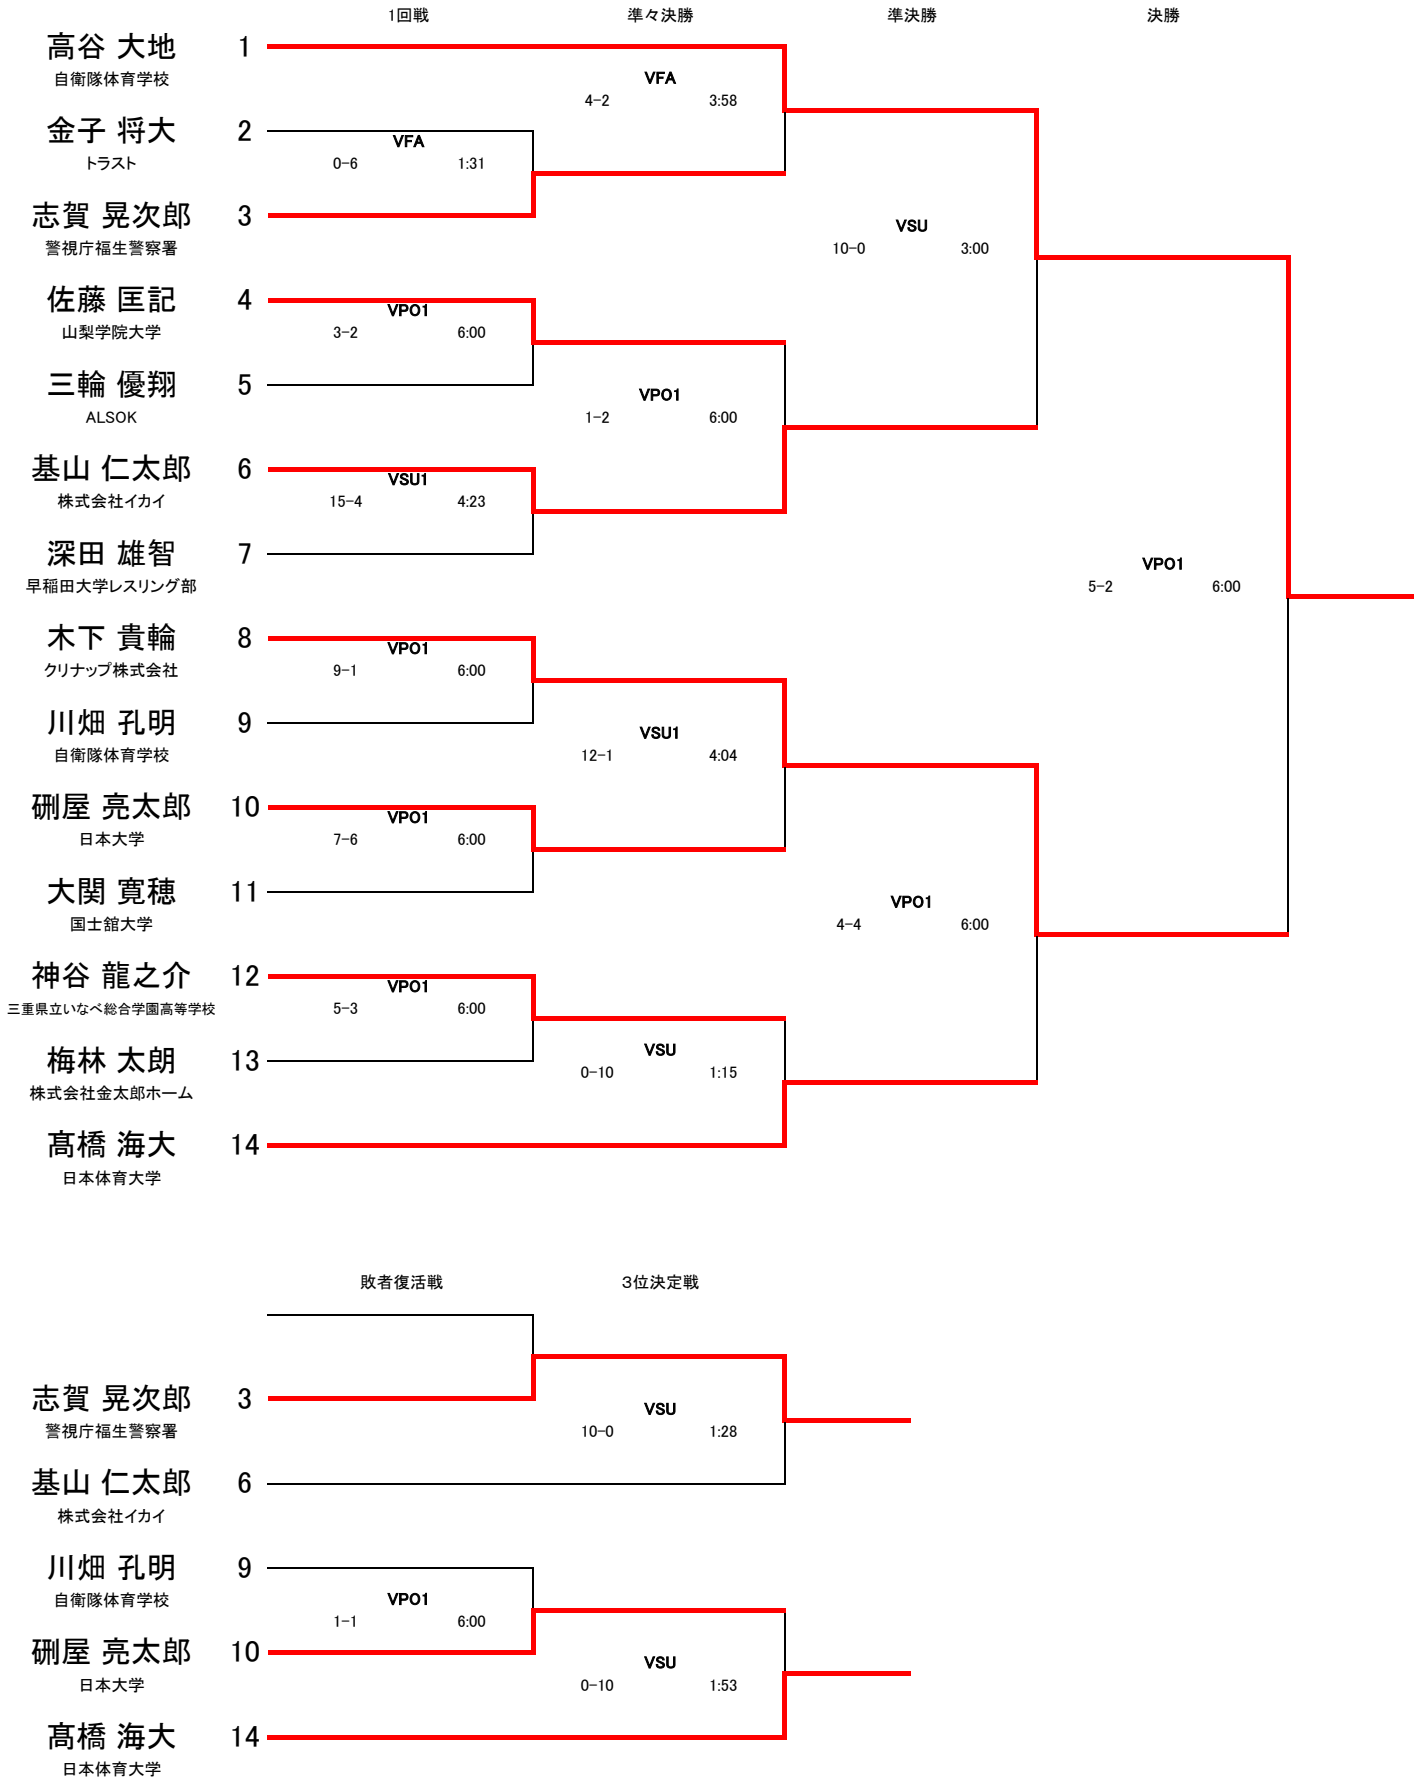 1回戦 準々決勝 準決勝 決勝
高谷 大地 1
自衛隊体育学校
VFA
4-2 3:58
金子 将大 2
トラスト
VFA
0-6 1:31
志賀 晃次郎 3
警視庁福生警察署
VSU
10-0 3:00
佐藤 匡記 4
山梨学院大学
VPO1
3-2 6:00
三輪 優翔 5
ALSOK
VPO1
1-2 6:00
基山 仁太郎 6
株式会社イカイ
VSU1
15-4 4:23
深田 雄智 7
早稲田大学レスリング部
VPO1
5-2 6:00
木下 貴輪 8
クリナップ株式会社
VPO1
9-1 6:00
川畑 孔明 9
自衛隊体育学校
VSU1
12-1 4:04
硎屋 亮太郎 10
日本大学
VPO1
7-6 6:00
大関 寛穂 11
国士舘大学
VPO1
4-4 6:00
神谷 龍之介 12
三重県立いなべ総合学園高等学校
VPO1
5-3 6:00
梅林 太朗 13
株式会社金太郎ホーム
VSU
0-10 1:15
髙橋 海大 14
日本体育大学
敗者復活戦 3位決定戦
志賀 晃次郎 3
警視庁福生警察署
VSU
10-0 1:28
基山 仁太郎 6
株式会社イカイ
川畑 孔明 9
自衛隊体育学校
VPO1
1-1 6:00
硎屋 亮太郎 10
日本大学
VSU
0-10 1:53
髙橋 海大 14
日本体育大学